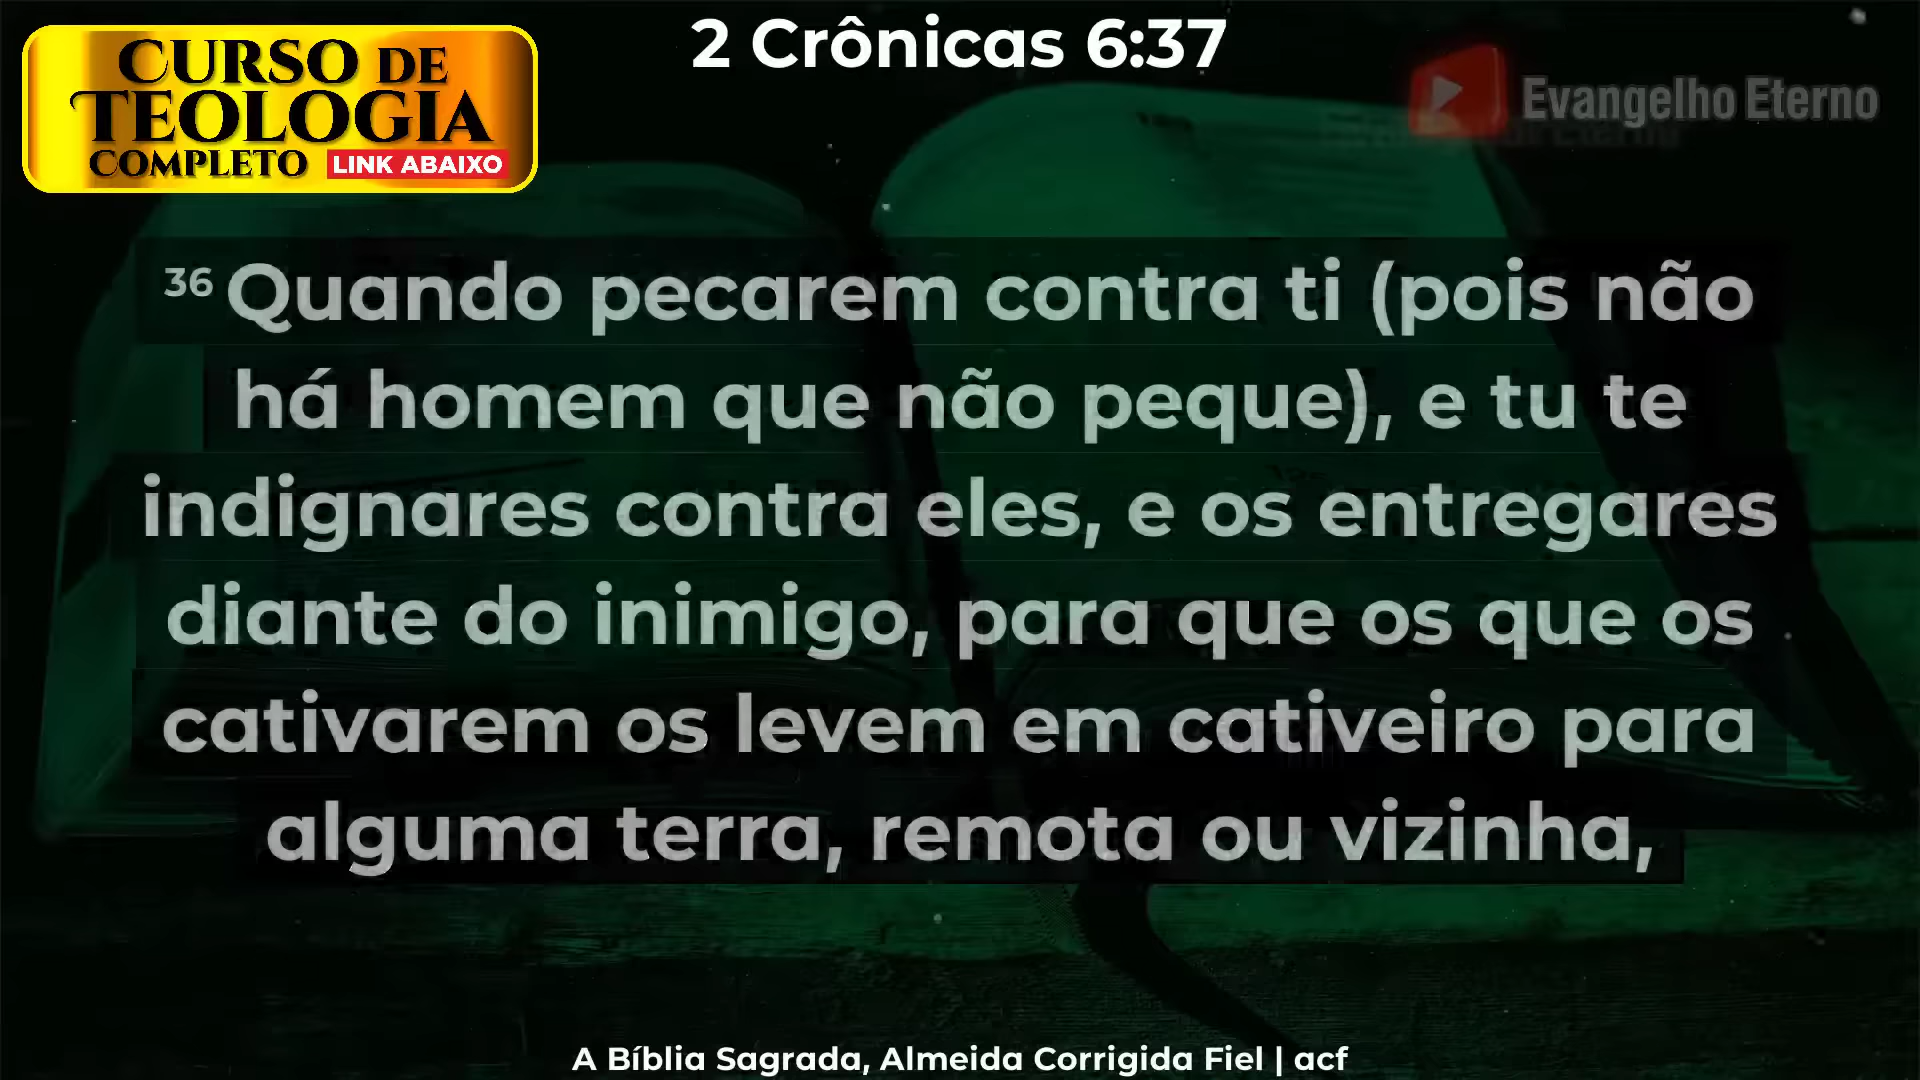 CURSO DE
TEOLOGIA
COMPLETO LINK ABAIXO
2 Crônicas 6:37
Evangelho Eterno
36 Quando pecarem contra ti (pois não
há homem que não peque), e tu te
indignares contra eles, e os entregares
diante do inimigo, para que os que os
cativarem os levem em cativeiro para
alguma terra, remota ou vizinha,
A Bíblia Sagrada, Almeida Corrigida Fiel | acf